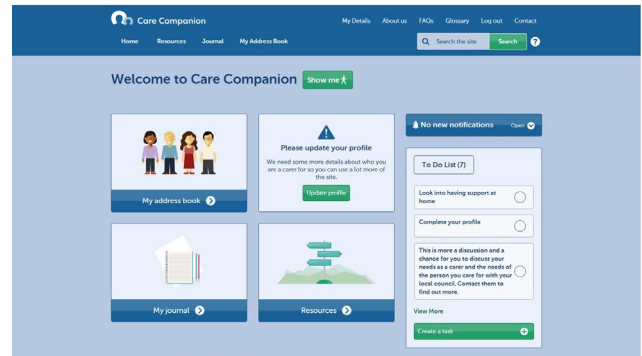 Care Companion
My Details About us FAQs Glossary Log out Contact
Home Resources Journal My Address Book
Search the site Search ?
Welcome to Care Companion Show me
My address book
Please update your profile
We need some more details about who you
are a carer for so you can use a lot more of
the site.
Update profile
My journal
Resources
No new notifications Open
To Do List (7)
Look into having support at
home
Complete your profile
This is more a discussion and a
chance for you to discuss your
needs as a carer and the needs of
the person you care for with your
local council. Contact them to
find out more.
View More
Create a task